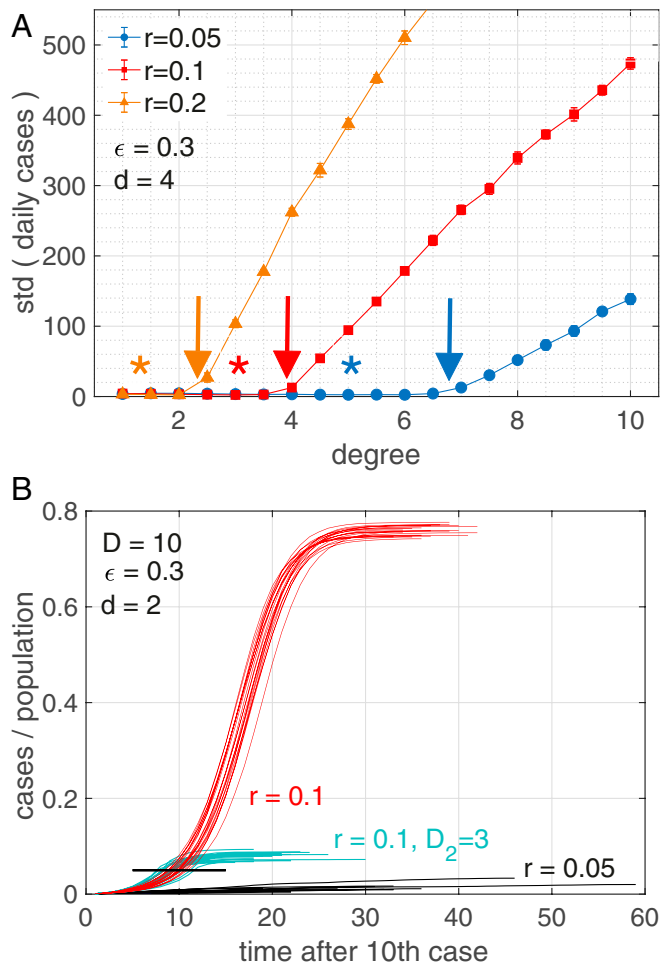 A
r=0.05
r=0.1
r=0.2
ϵ = 0.3
d = 4
std ( daily cases )
500
400
300
200
100
0
2 4 6 8 10
degree
B
D = 10
ϵ = 0.3
d = 2
cases / population
0.8
0.6
0.4
0.2
0
r = 0.1
r = 0.1, D₂=3
r = 0.05
0 10 20 30 40 50 60
time after 10th case